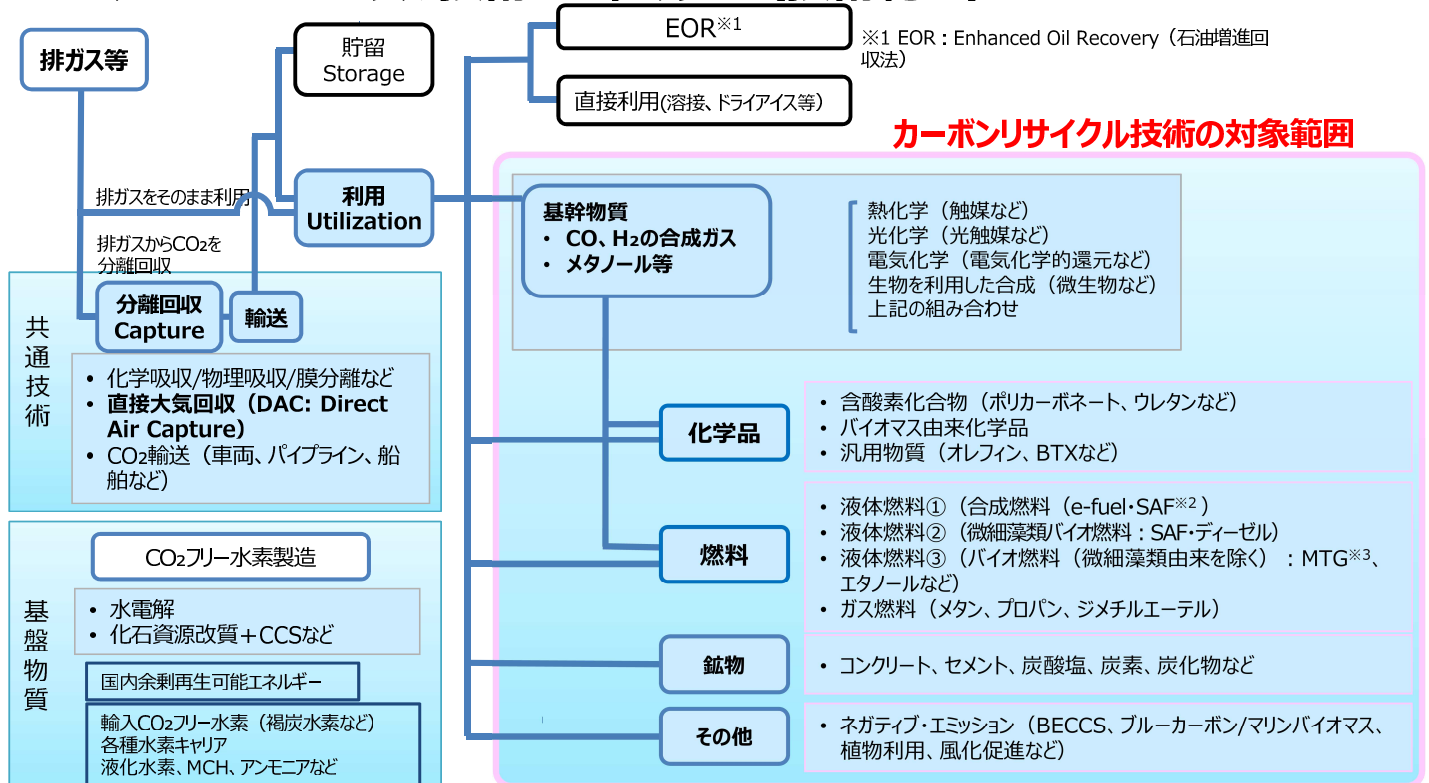 排ガス等
貯留
Storage
EOR※1
※1 EOR:Enhanced Oil Recovery(石油増進回
収法)
直接利用(溶接、ドライアイス等)
カーボンリサイクル技術の対象範囲
排ガスをそのまま利用
利用
Utilization
排ガスからCO₂を
分離回収
基幹物質
• CO、H₂の合成ガス
• メタノール等
熱化学(触媒など)
光化学(光触媒など)
電気化学(電気化学的還元など)
生物を利用した合成(微生物など)
上記の組み合わせ
共通技術
分離回収
Capture
輸送
• 化学吸収/物理吸収/膜分離など
• 直接大気回収(DAC: Direct
Air Capture)
• CO₂輸送(車両、パイプライン、船
舶など)
化学品
• 含酸素化合物(ポリカーボネート、ウレタンなど)
• バイオマス由来化学品
• 汎用物質(オレフィン、BTXなど)
燃料
• 液体燃料①(合成燃料(e-fuel・SAF※2)
• 液体燃料②(微細藻類バイオ燃料:SAF・ディーゼル)
• 液体燃料③(バイオ燃料(微細藻類由来を除く):MTG※3、
エタノールなど)
• ガス燃料(メタン、プロパン、ジメチルエーテル)
鉱物
• コンクリート、セメント、炭酸塩、炭素、炭化物など
その他
• ネガティブ・エミッション(BECCS、ブルーカーボン/マリンバイオマス、
植物利用、風化促進など)
基盤物質
CO₂フリー水素製造
• 水電解
• 化石資源改質+CCSなど
国内余剰再生可能エネルギー
輸入CO₂フリー水素(褐炭水素など)
各種水素キャリア
液化水素、MCH、アンモニアなど